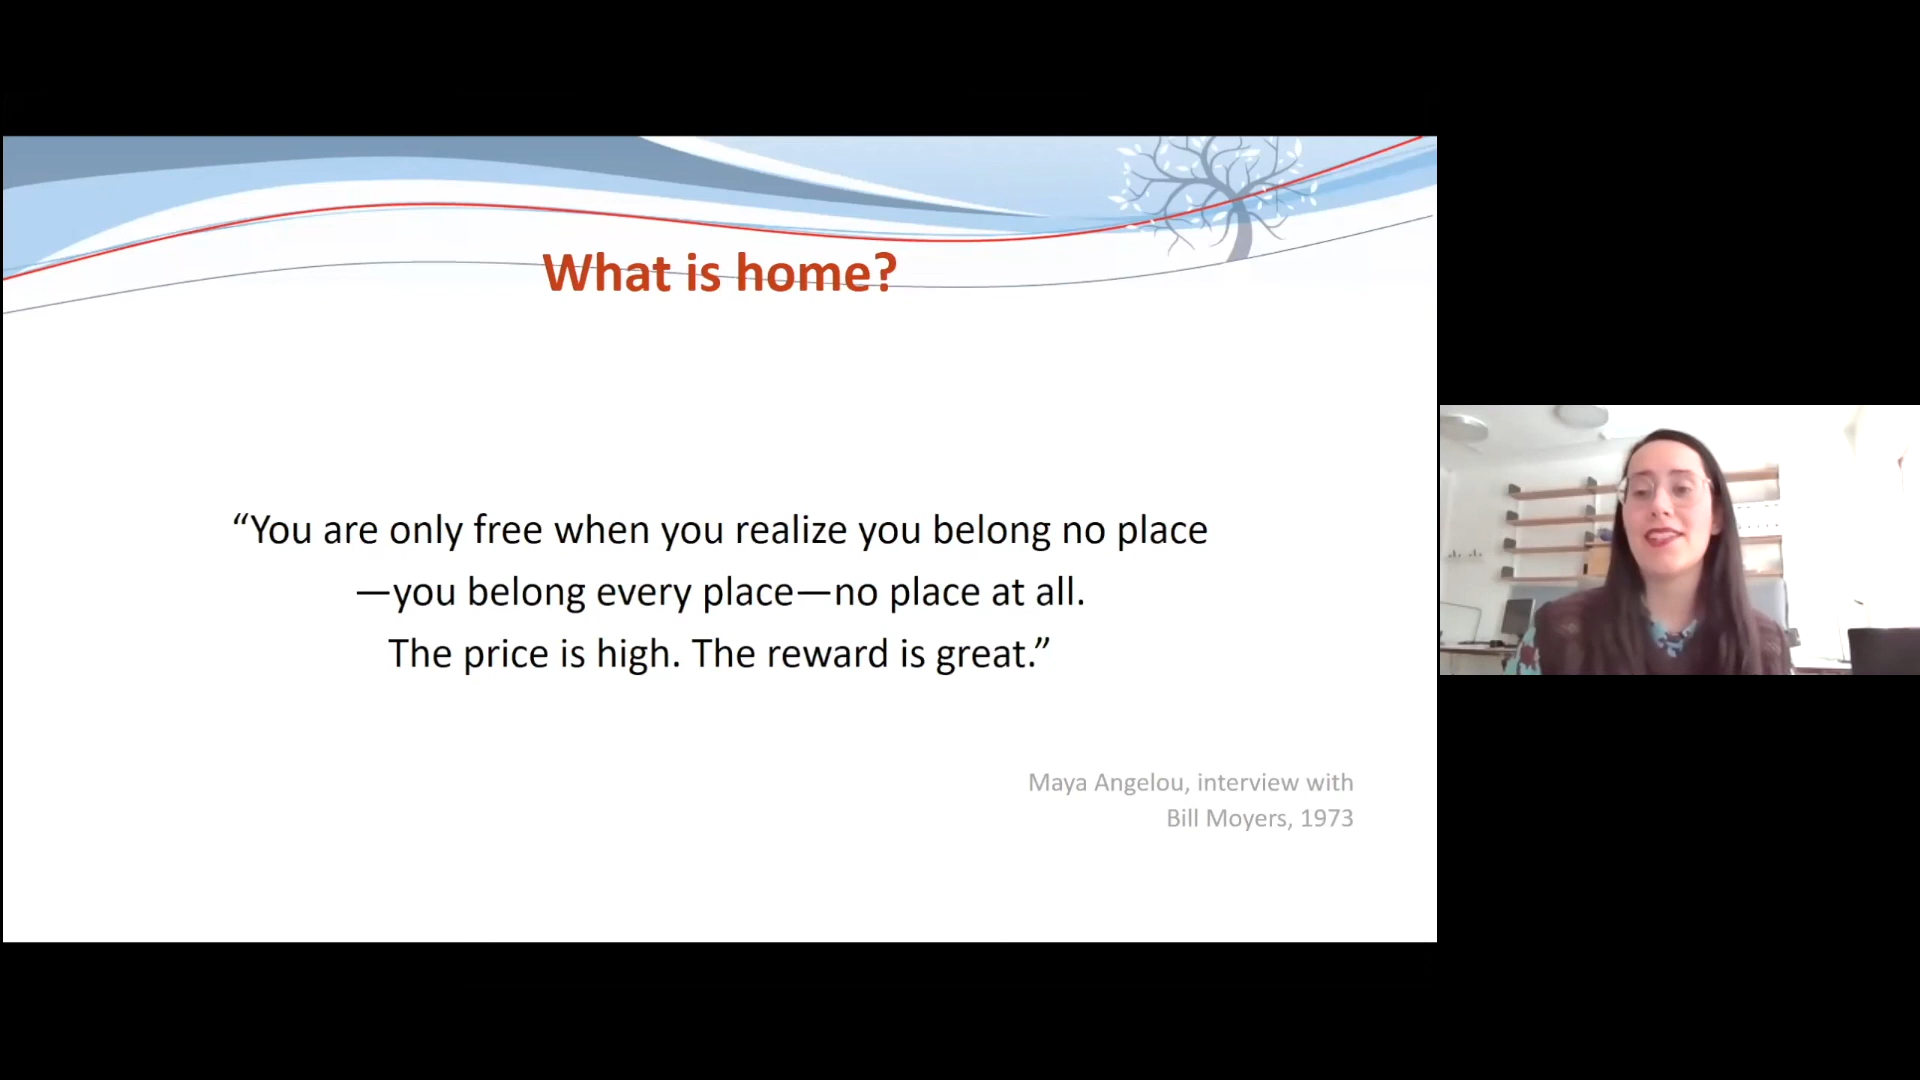 What is home?
“You are only free when you realize you belong no place
—you belong every place—no place at all.
The price is high. The reward is great.”
Maya Angelou, interview with
Bill Moyers, 1973